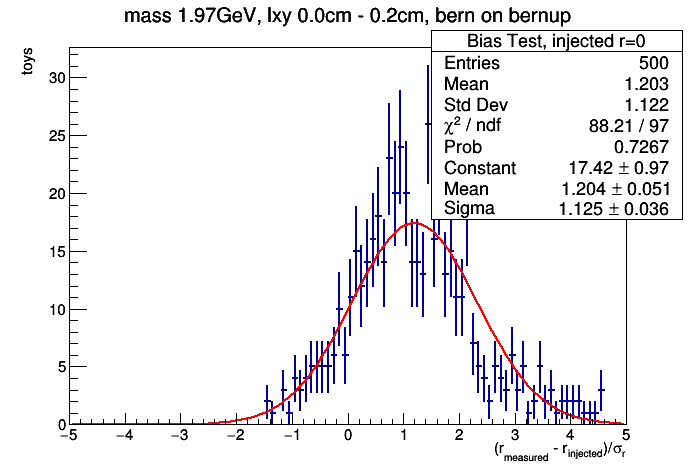 mass 1.97GeV, lxy 0.0cm - 0.2cm, bern on bernup
Bias Test, injected r=0
Entries 500
Mean 1.203
Std Dev 1.122
χ² / ndf 88.21 / 97
Prob 0.7267
Constant 17.42 ± 0.97
Mean 1.204 ± 0.051
Sigma 1.125 ± 0.036
toys
30
25
20
15
10
5
0
−5 −4 −3 −2 −1 0 1 2 3 4 5
(r_measured - r_injected)/σ_r